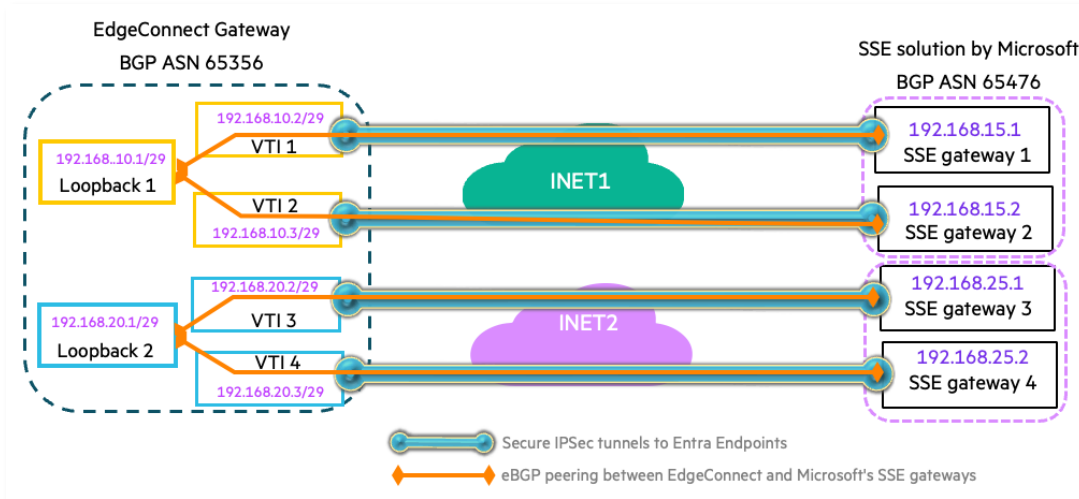 EdgeConnect Gateway
BGP ASN 65356
SSE solution by Microsoft
BGP ASN 65476
192.168.10.2/29
VTI 1
192.168..10.1/29
Loopback 1
VTI 2
192.168.10.3/29
INET1
192.168.15.1
SSE gateway 1
192.168.15.2
SSE gateway 2
192.168.20.2/29
VTI 3
192.168.20.1/29
Loopback 2
VTI 4
192.168.20.3/29
INET2
192.168.25.1
SSE gateway 3
192.168.25.2
SSE gateway 4
Secure IPSec tunnels to Entra Endpoints
eBGP peering between EdgeConnect and Microsoft's SSE gateways